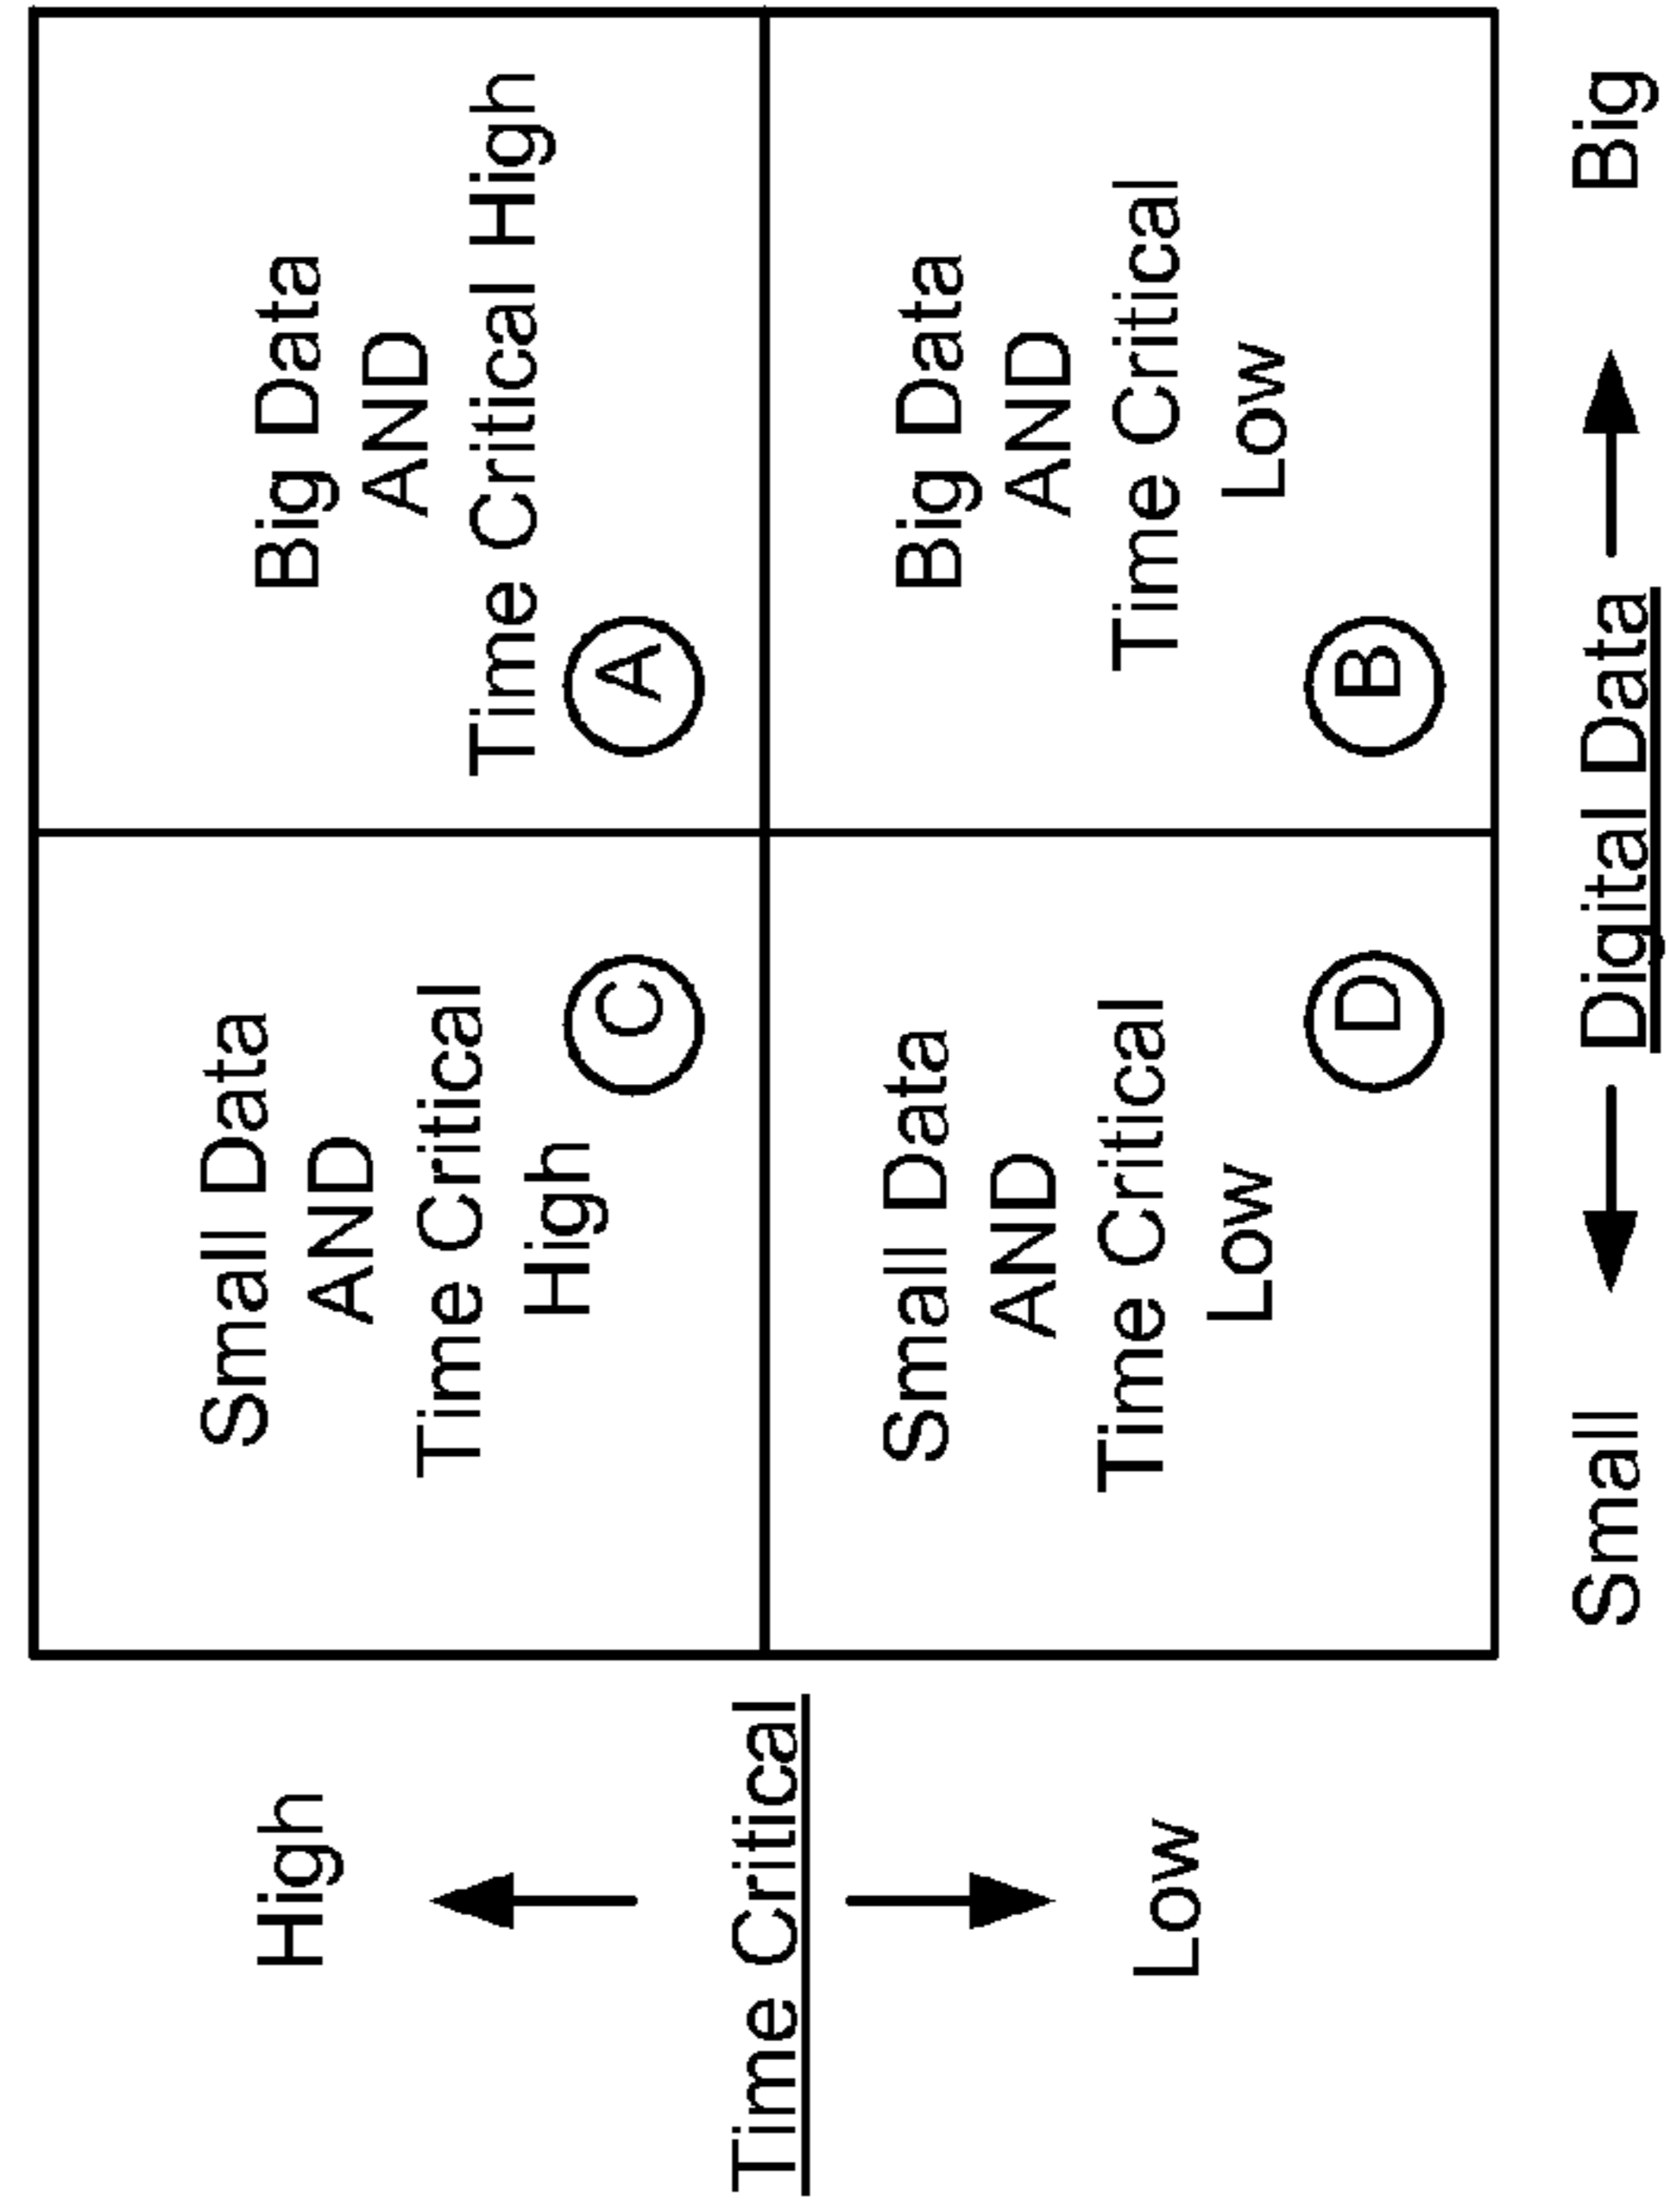 High
Time Critical
Low
Small Data
AND
Time Critical
High
C
Big Data
AND
Time Critical High
A
Small Data
AND
Time Critical
Low
D
Big Data
AND
Time Critical
Low
B
Small
Digital Data
Big